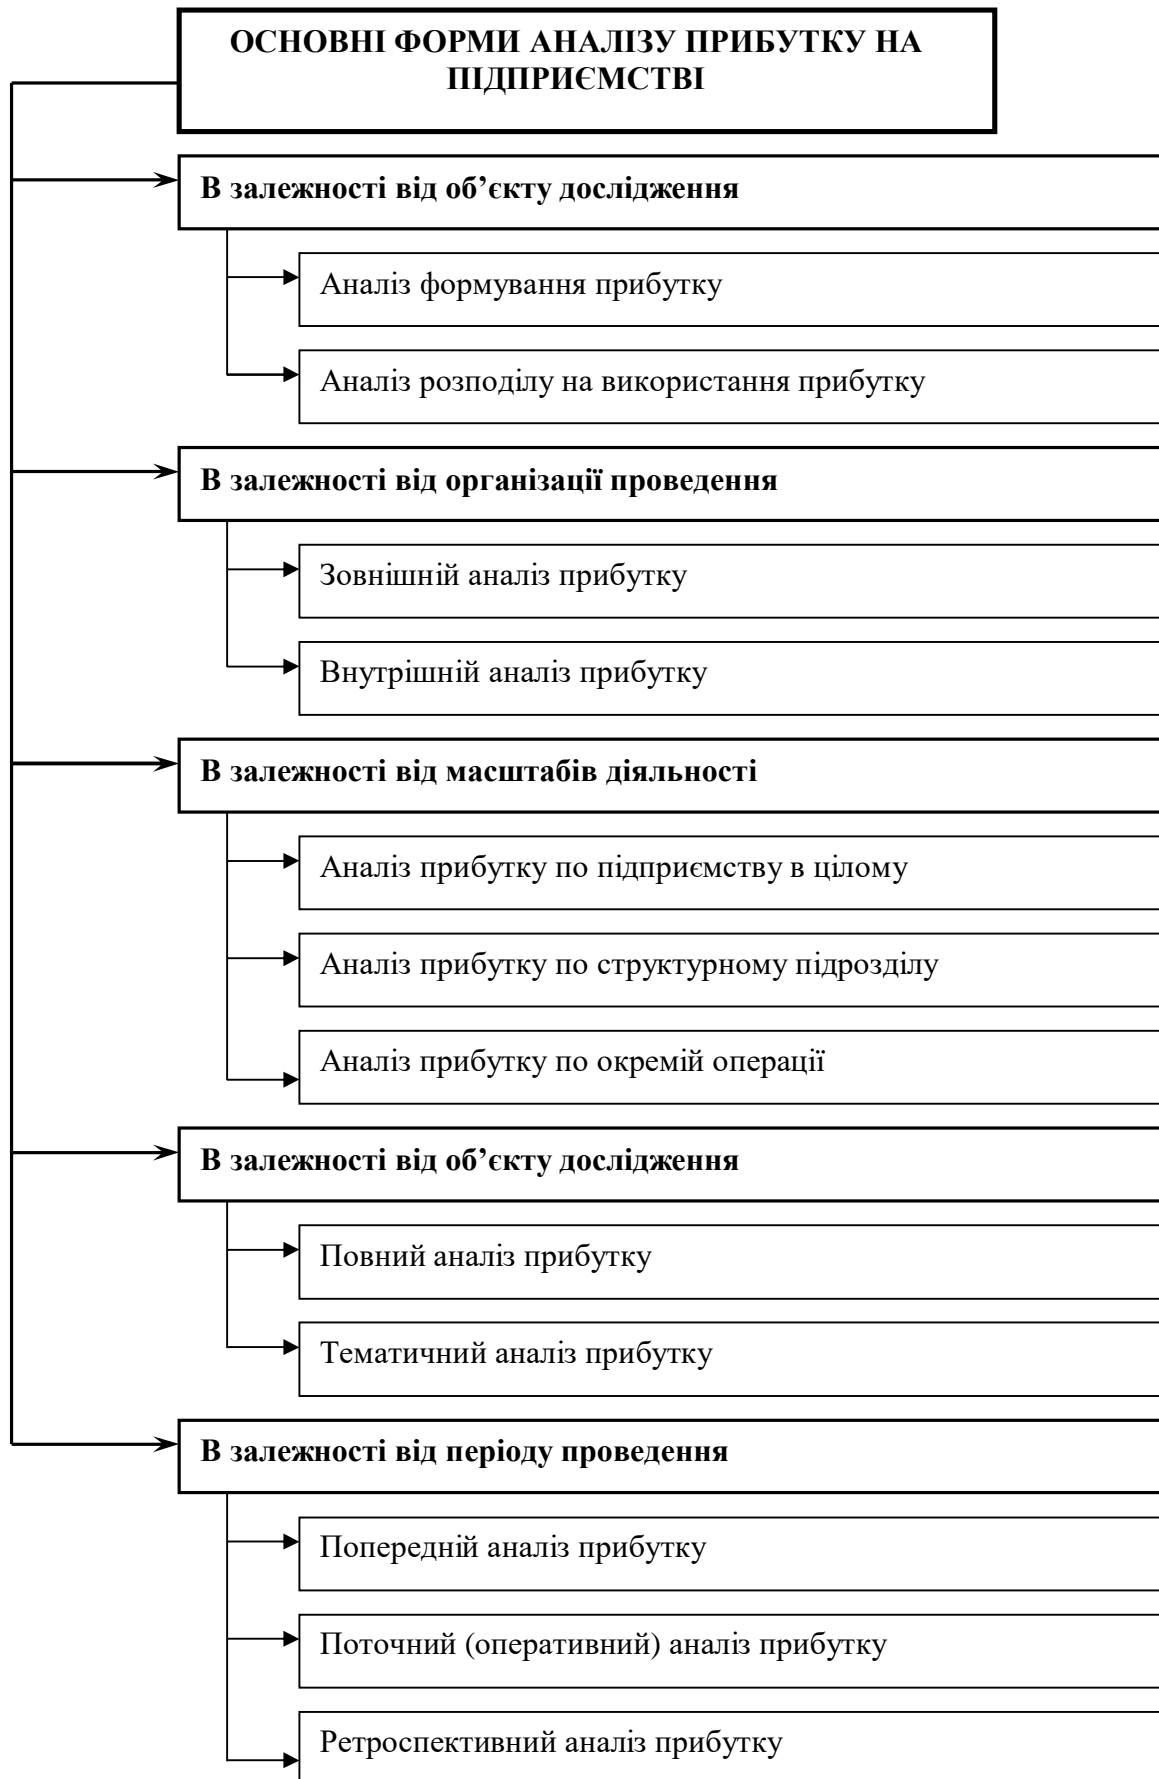 ОСНОВНІ ФОРМИ АНАЛІЗУ ПРИБУТКУ НА
ПІДПРИЄМСТВІ
В залежності від об’єкту дослідження
Аналіз формування прибутку
Аналіз розподілу на використання прибутку
В залежності від організації проведення
Зовнішній аналіз прибутку
Внутрішній аналіз прибутку
В залежності від масштабів діяльності
Аналіз прибутку по підприємству в цілому
Аналіз прибутку по структурному підрозділу
Аналіз прибутку по окремій операції
В залежності від об’єкту дослідження
Повний аналіз прибутку
Тематичний аналіз прибутку
В залежності від періоду проведення
Попередній аналіз прибутку
Поточний (оперативний) аналіз прибутку
Ретроспективний аналіз прибутку